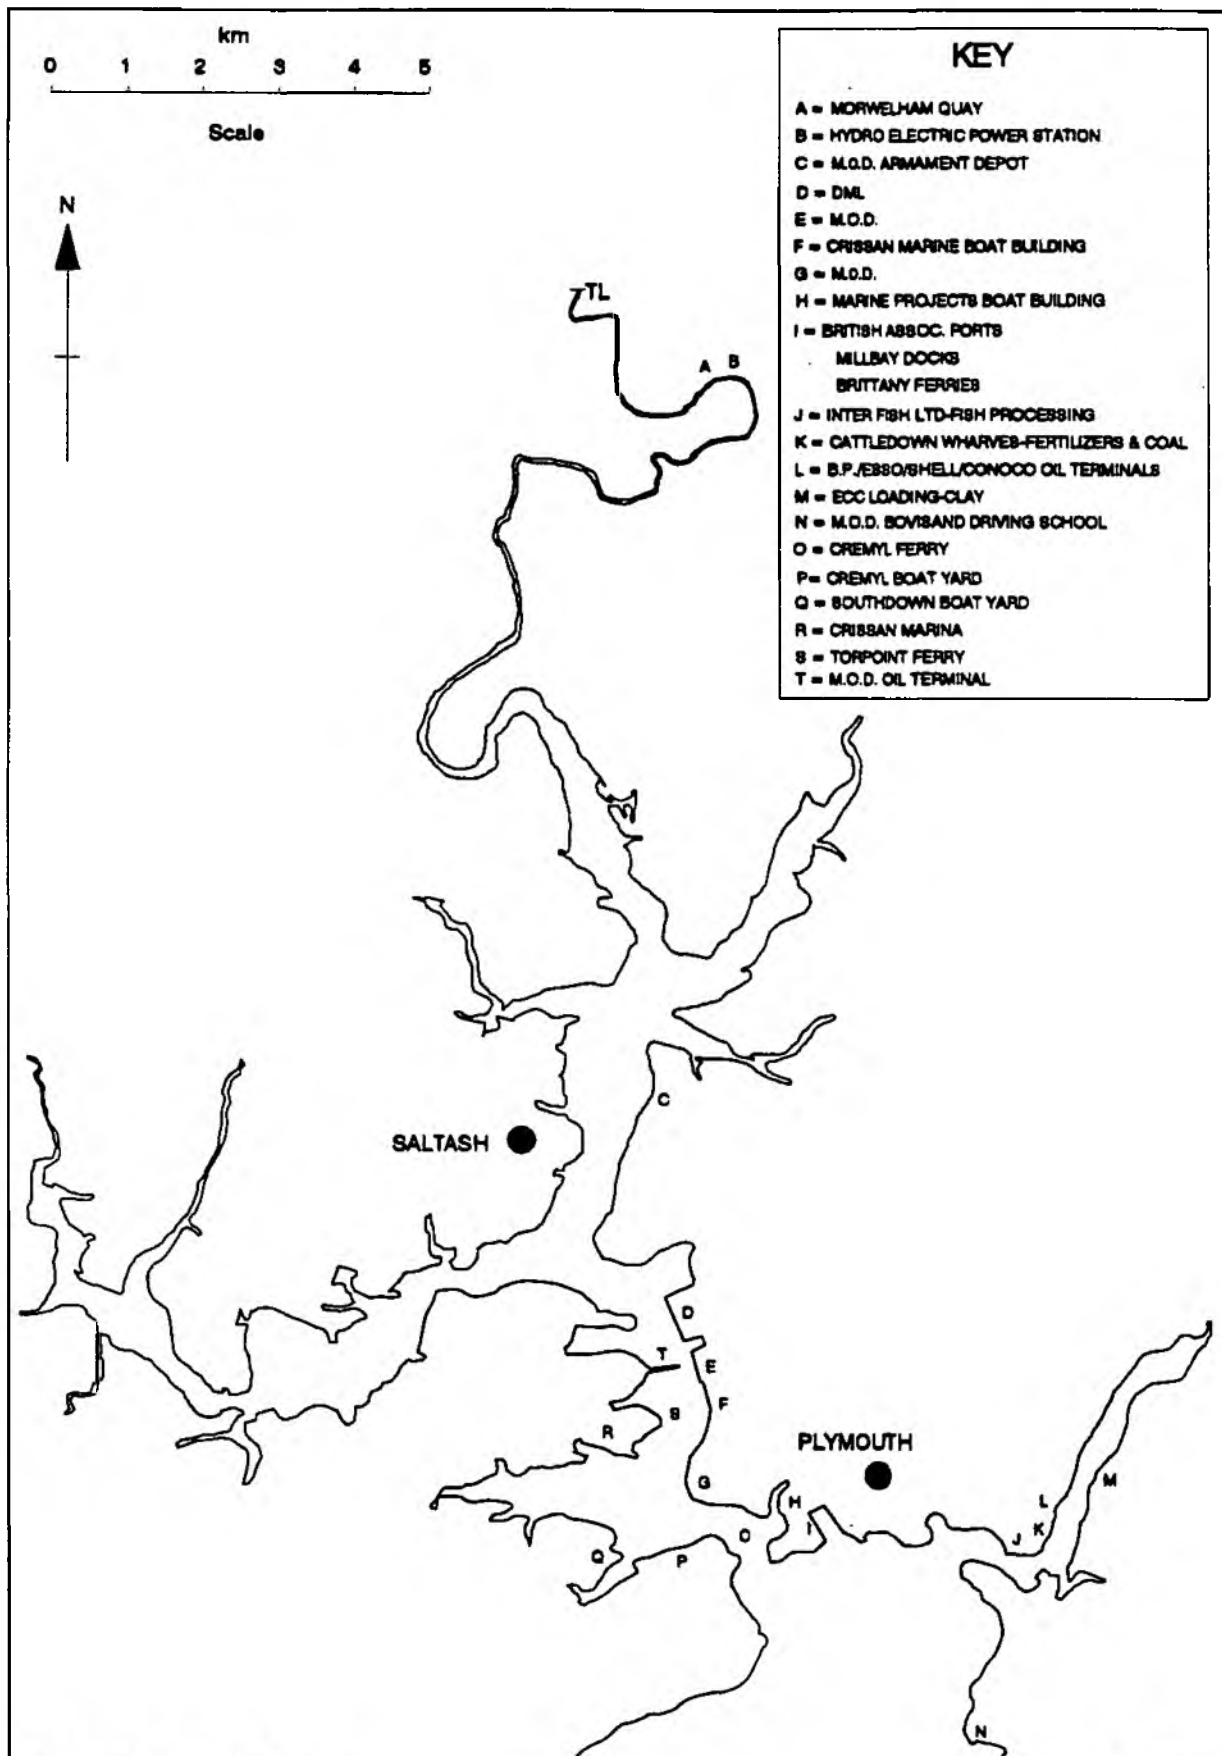 km
0 1 2 3 4 5
Scale
N
KEY
A = MORWELHAM QUAY
B = HYDRO ELECTRIC POWER STATION
C = M.O.D. ARMAMENT DEPOT
D = DML
E = M.O.D.
F = CRISSAN MARINE BOAT BUILDING
G = M.O.D.
H = MARINE PROJECTS BOAT BUILDING
I = BRITISH ASSOC. PORTS
MILLBAY DOCKS
BRITTANY FERRIES
J = INTER FISH LTD-FISH PROCESSING
K = CATTLEDOWN WHARVES-FERTILIZERS & COAL
L = B.P./ESSO/SHELL/CONOCO OIL TERMINALS
M = ECC LOADING-CLAY
N = M.O.D. BOVISAND DRIVING SCHOOL
O = CREMYL FERRY
P = CREMYL BOAT YARD
Q = SOUTHDOWN BOAT YARD
R = CRISSAN MARINA
S = TORPOINT FERRY
T = M.O.D. OIL TERMINAL
TL
A B
C
SALTASH
D
T E
S F
R
PLYMOUTH
G
H
L M
I
K
O
J
Q P
N